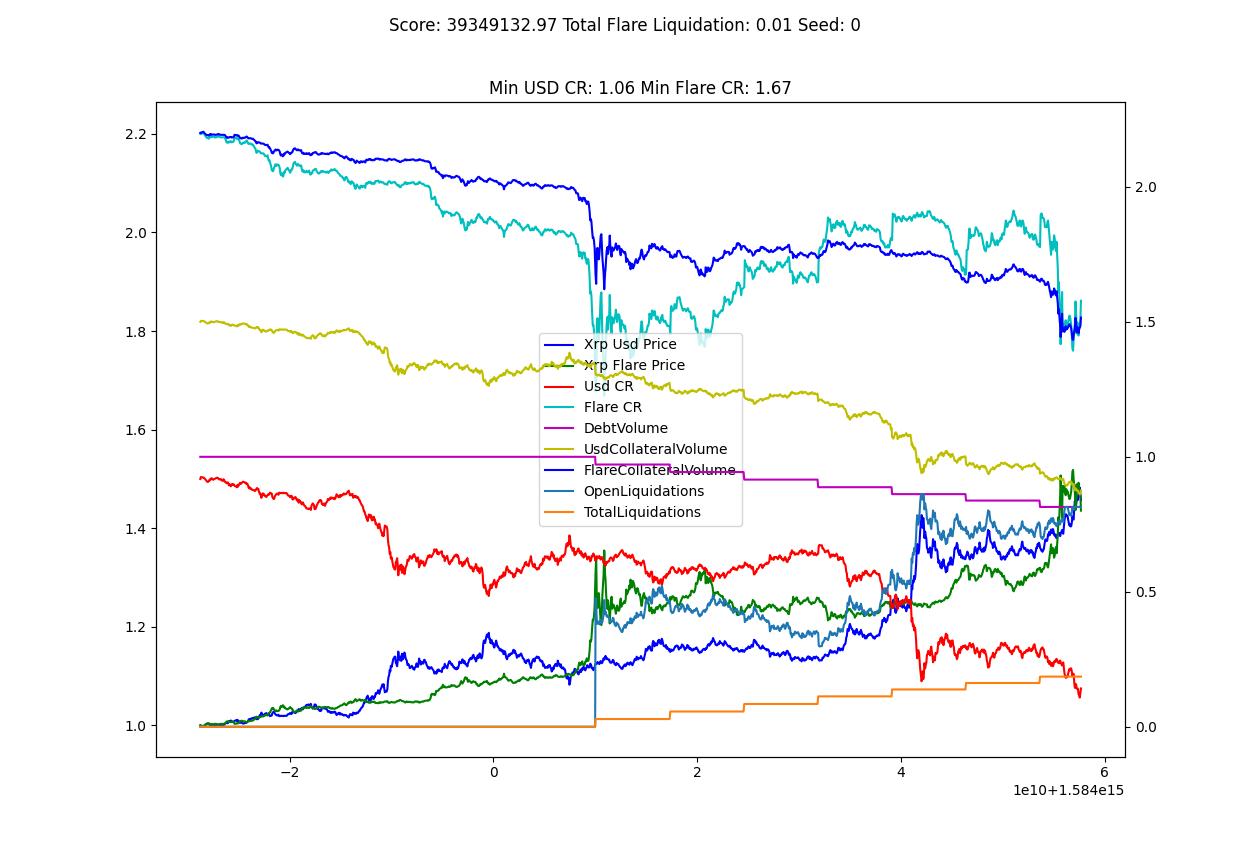 Score: 39349132.97 Total Flare Liquidation: 0.01 Seed: 0
Min USD CR: 1.06 Min Flare CR: 1.67
2.2
2.0
1.8
1.6
1.4
1.2
1.0
Xrp Usd Price
Xrp Flare Price
Usd CR
Flare CR
DebtVolume
UsdCollateralVolume
FlareCollateralVolume
OpenLiquidations
TotalLiquidations
2.0
1.5
1.0
0.5
0.0
−2 0 2 4 6
1e10+1.584e15